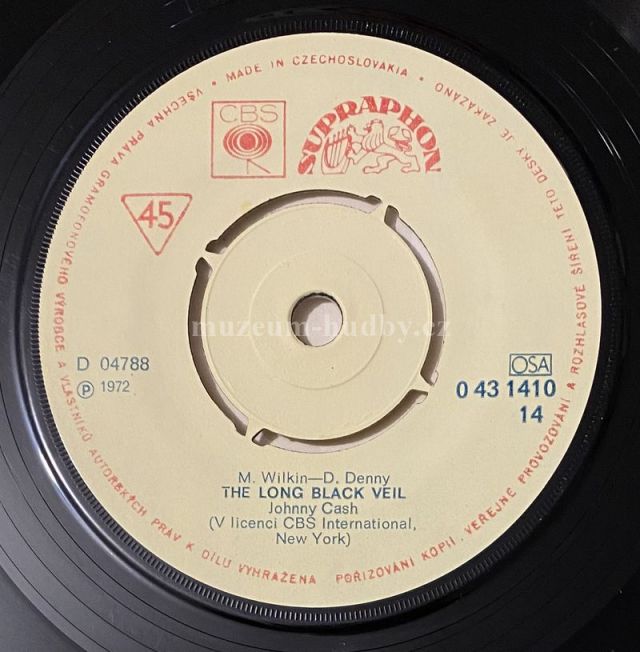 VŠECHNA PRÁVA GRAMOFONOVÉHO VÝROBCE A VLASTNÍKŮ AUTORSKÝCH PRÁV K DÍLU VYHRAŽENA
POŘIZOVÁNÍ KOPIÍ, VEŘEJNÉ PROVOZOVÁNÍ A ROZHLASOVÉ ŠÍŘENÍ TÉTO DESKY JE ZAKÁZÁNO
• MADE IN CZECHOSLOVAKIA •
CBS
SUPRAPHON
45
muzeum-hudby.cz
D 04788
Ⓟ 1972
OSA
0 43 1410
14
M. Wilkin—D. Denny
THE LONG BLACK VEIL
Johnny Cash
(V licenci CBS International,
New York)